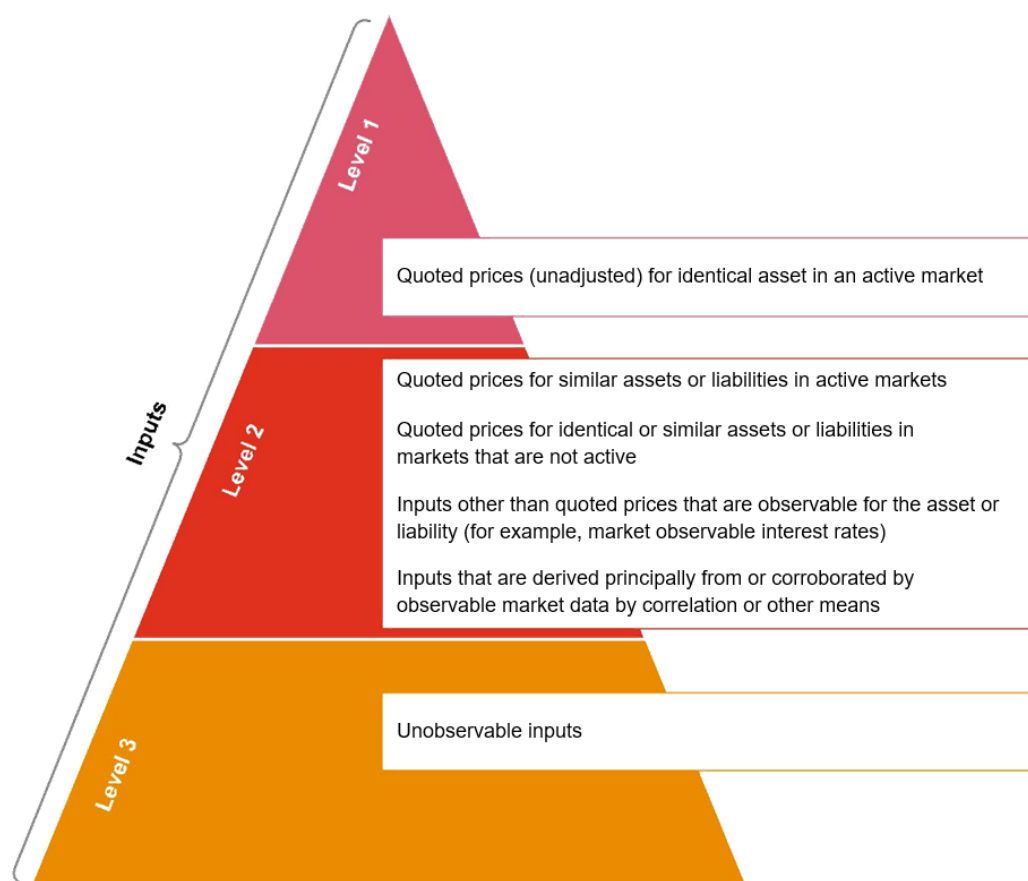 Level 1
Quoted prices (unadjusted) for identical asset in an active market
Inputs
Level 2
Quoted prices for similar assets or liabilities in active markets
Quoted prices for identical or similar assets or liabilities in
markets that are not active
Inputs other than quoted prices that are observable for the asset or
liability (for example, market observable interest rates)
Inputs that are derived principally from or corroborated by
observable market data by correlation or other means
Level 3
Unobservable inputs